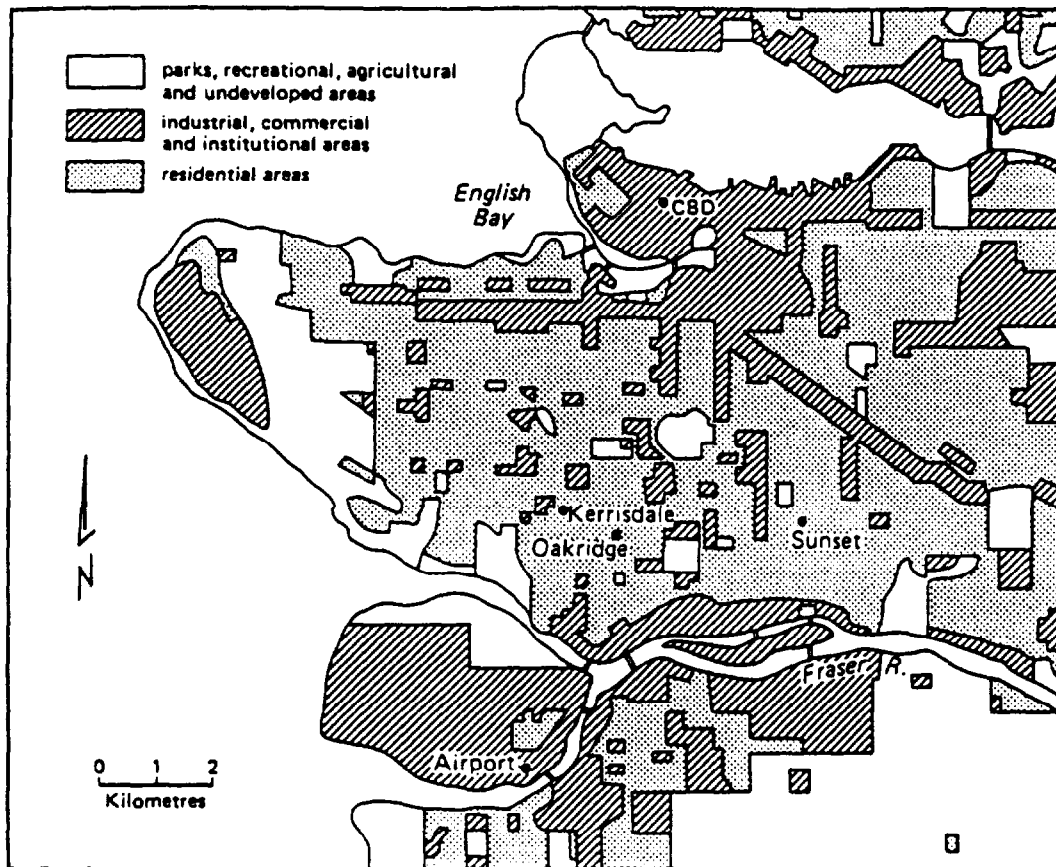 parks, recreational, agricultural
and undeveloped areas
industrial, commercial
and institutional areas
residential areas
English
Bay
CBD
Kerrisdale
Oakridge
Sunset
N
Fraser R.
Airport
0 1 2
Kilometres